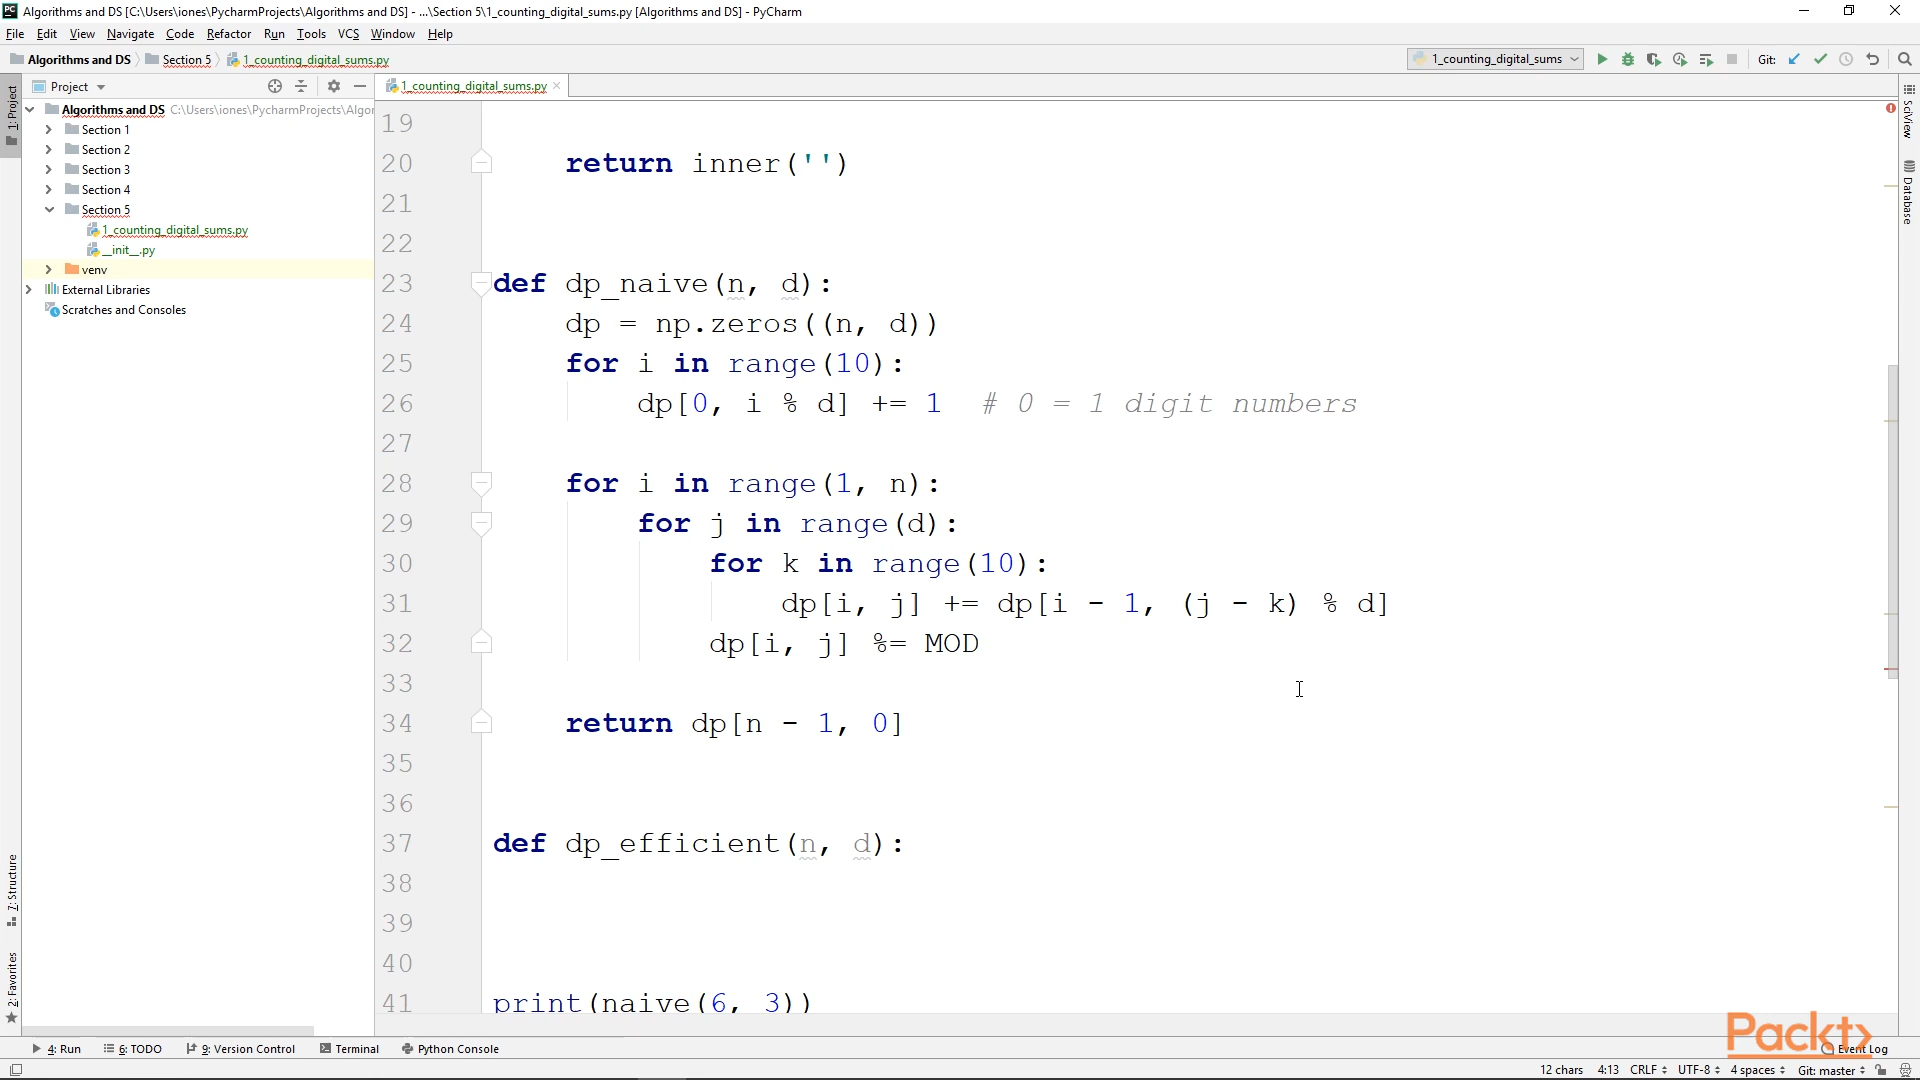 Algorithms and DS [C:\Users\iones\PycharmProjects\Algorithms and DS] - ...\Section 5\1_counting_digital_sums.py [Algorithms and DS] - PyCharm
File Edit View Navigate Code Refactor Run Tools VCS Window Help
Algorithms and DS Section 5 1_counting_digital_sums.py 1_counting_digital_sums Git:
Project 1_counting_digital_sums.py
Algorithms and DS C:\Users\iones\PycharmProjects\Algor
Section 1
Section 2
Section 3
Section 4
Section 5
1_counting_digital_sums.py
__init__.py
venv
External Libraries
Scratches and Consoles
1: Project
7: Structure
2: Favorites
19
20 return inner('')
21
22
23 def dp_naive(n, d):
24 dp = np.zeros((n, d))
25 for i in range(10):
26 dp[0, i % d] += 1 # 0 = 1 digit numbers
27
28 for i in range(1, n):
29 for j in range(d):
30 for k in range(10):
31 dp[i, j] += dp[i - 1, (j - k) % d]
32 dp[i, j] %= MOD
33
34 return dp[n - 1, 0]
35
36
37 def dp_efficient(n, d):
38
39
40
41 print(naive(6, 3))
SciView
Database
Packt
4: Run 6: TODO 9: Version Control Terminal Python Console Event Log
12 chars 4:13 CRLF UTF-8 4 spaces Git: master